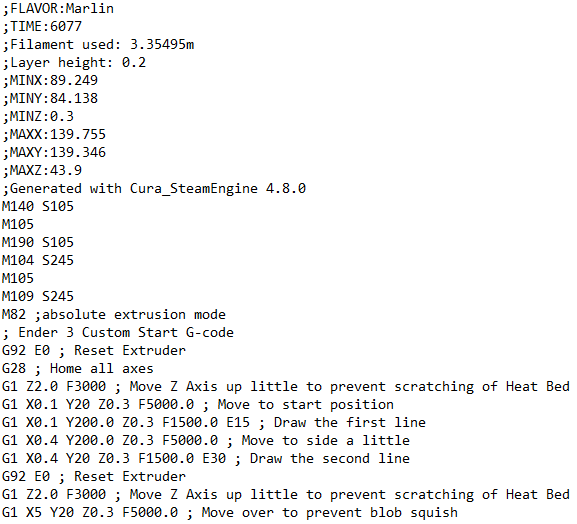 ;FLAVOR:Marlin
;TIME:6077
;Filament used: 3.35495m
;Layer height: 0.2
;MINX:89.249
;MINY:84.138
;MINZ:0.3
;MAXX:139.755
;MAXY:139.346
;MAXZ:43.9
;Generated with Cura_SteamEngine 4.8.0
M140 S105
M105
M190 S105
M104 S245
M105
M109 S245
M82 ;absolute extrusion mode
; Ender 3 Custom Start G-code
G92 E0 ; Reset Extruder
G28 ; Home all axes
G1 Z2.0 F3000 ; Move Z Axis up little to prevent scratching of Heat Bed
G1 X0.1 Y20 Z0.3 F5000.0 ; Move to start position
G1 X0.1 Y200.0 Z0.3 F1500.0 E15 ; Draw the first line
G1 X0.4 Y200.0 Z0.3 F5000.0 ; Move to side a little
G1 X0.4 Y20 Z0.3 F1500.0 E30 ; Draw the second line
G92 E0 ; Reset Extruder
G1 Z2.0 F3000 ; Move Z Axis up little to prevent scratching of Heat Bed
G1 X5 Y20 Z0.3 F5000.0 ; Move over to prevent blob squish